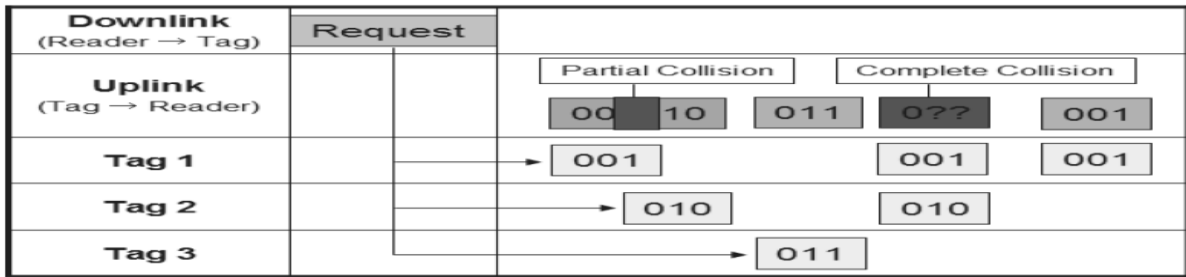 Downlink
(Reader → Tag)
Request
Partial Collision
Complete Collision
Uplink
(Tag → Reader)
00 10 011 0?? 001
Tag 1 001 001 001
Tag 2 010 010
Tag 3 011